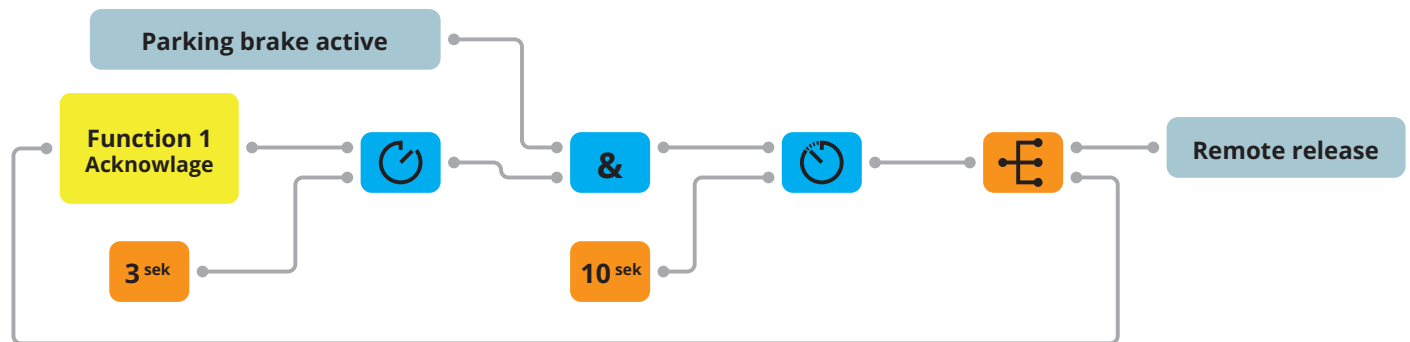 Parking brake active
Function 1
Acknowlage
&
Remote release
3 sek
10 sek